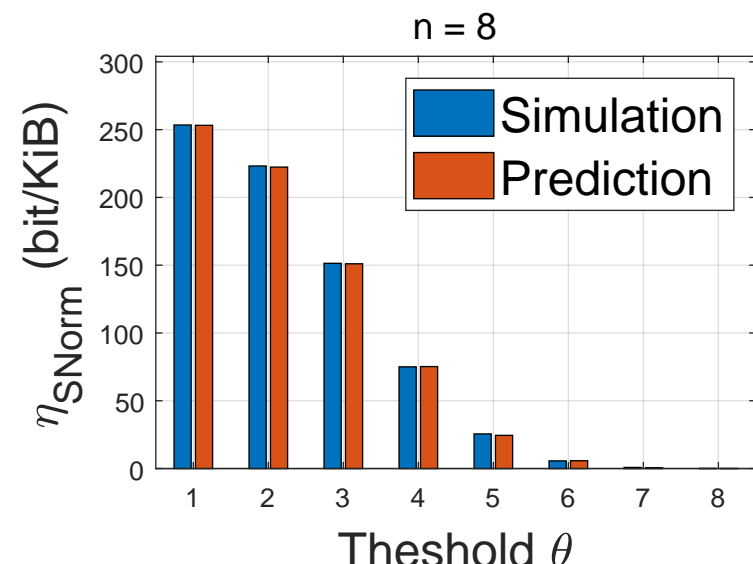 n = 8
300
250
200
150
100
50
0
η_SNorm (bit/KiB)
Simulation
Prediction
1 2 3 4 5 6 7 8
Theshold θ